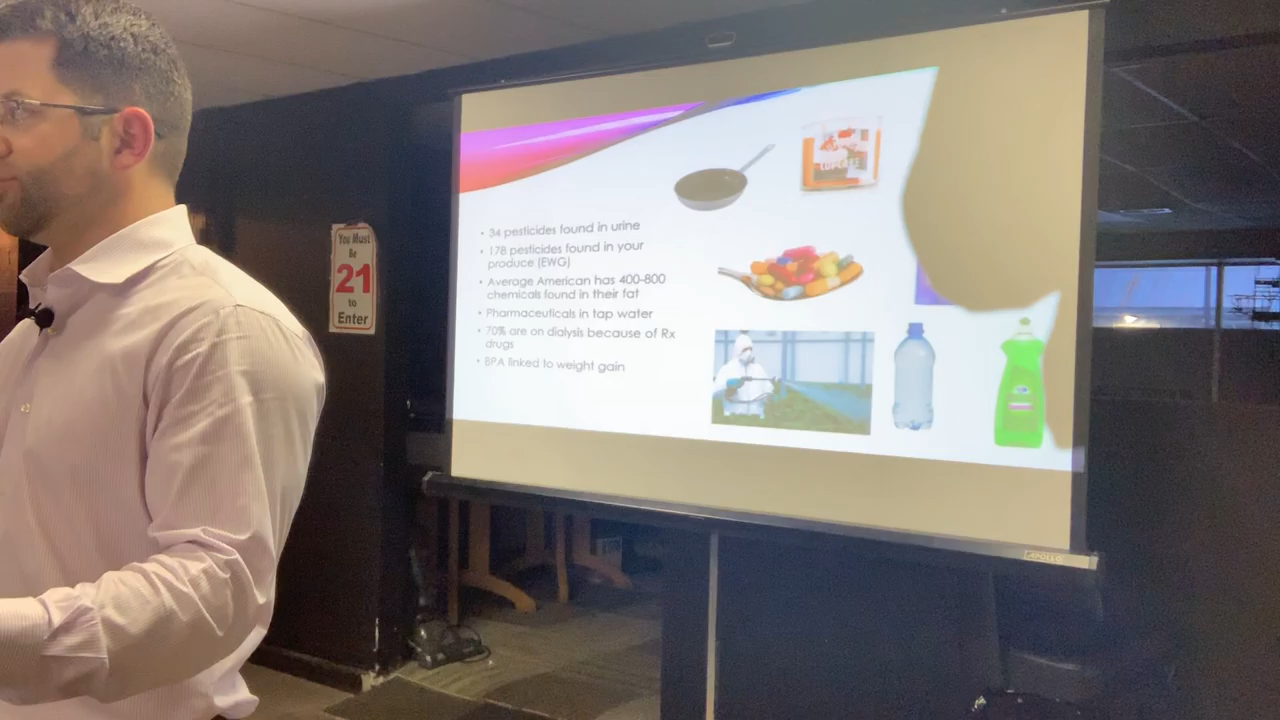 You Must
Be
21
to
Enter
• 34 pesticides found in urine
• 178 pesticides found in your
produce (EWG)
• Average American has 400-800
chemicals found in their fat
• Pharmaceuticals in tap water
• 70% are on dialysis because of Rx
drugs
• BPA linked to weight gain
APOLLO